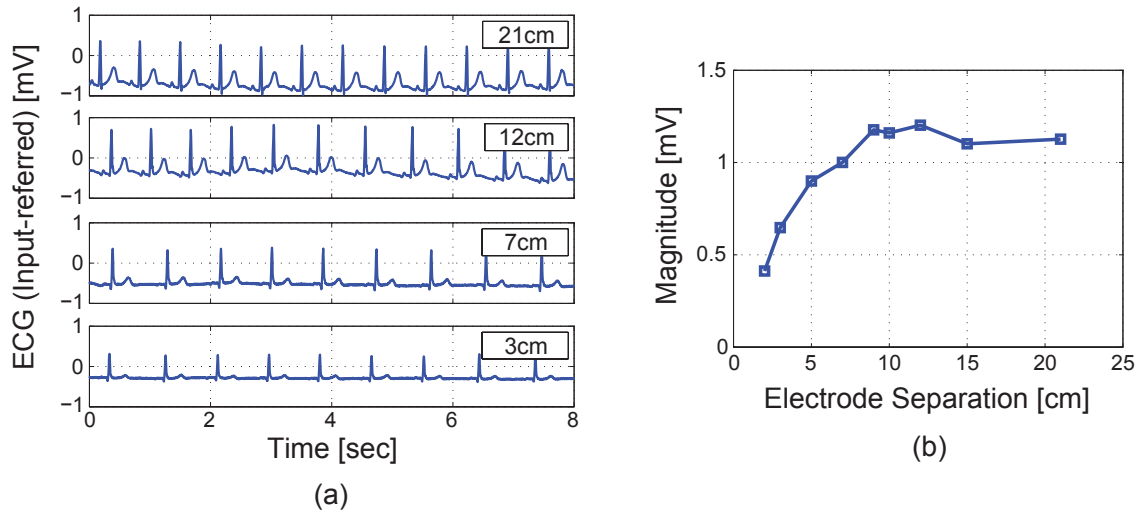 ECG (Input-referred) [mV]
1
0
−1
21cm
1
0
−1
12cm
1
0
−1
7cm
1
0
−1
3cm
0
2
4
6
8
Time [sec]
(a)
Magnitude [mV]
1.5
1
0.5
0
0
5
10
15
20
25
Electrode Separation [cm]
(b)